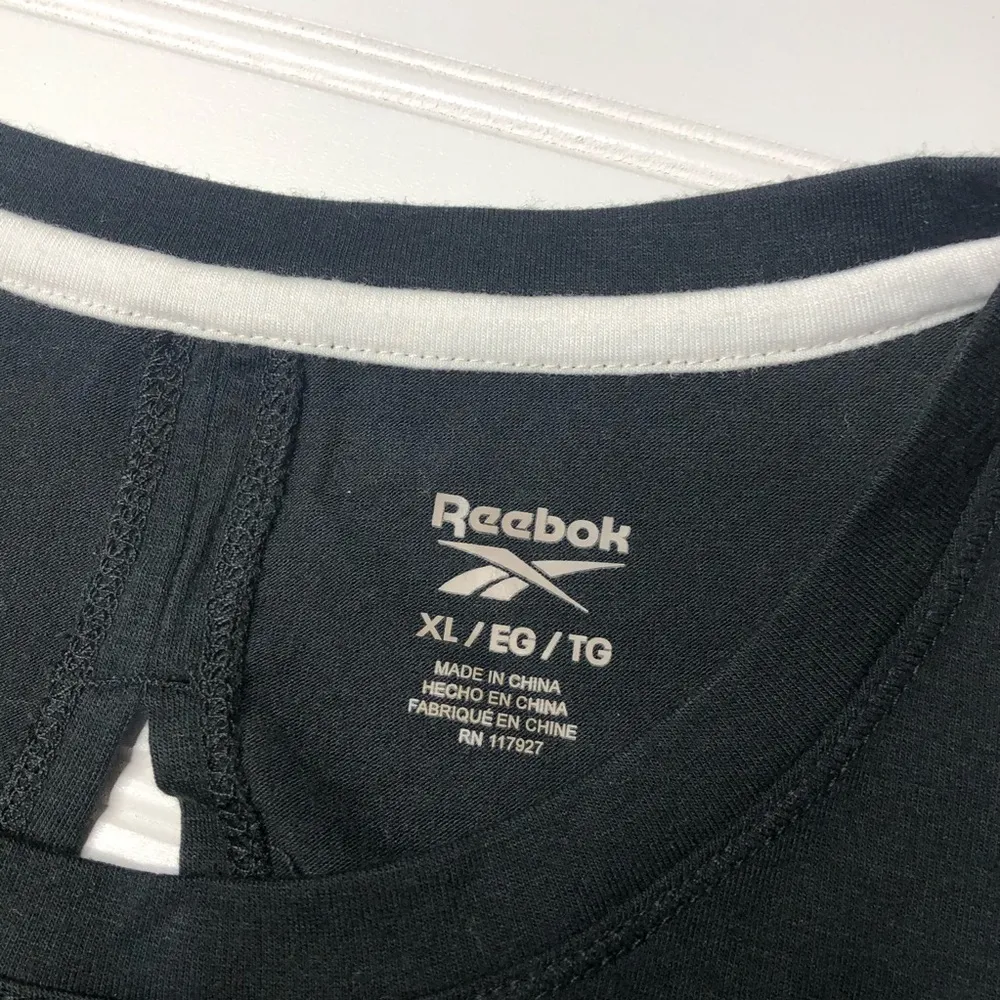 Reebok
XL / EG / TG
MADE IN CHINA
HECHO EN CHINA
FABRIQUÉ EN CHINE
RN 117927